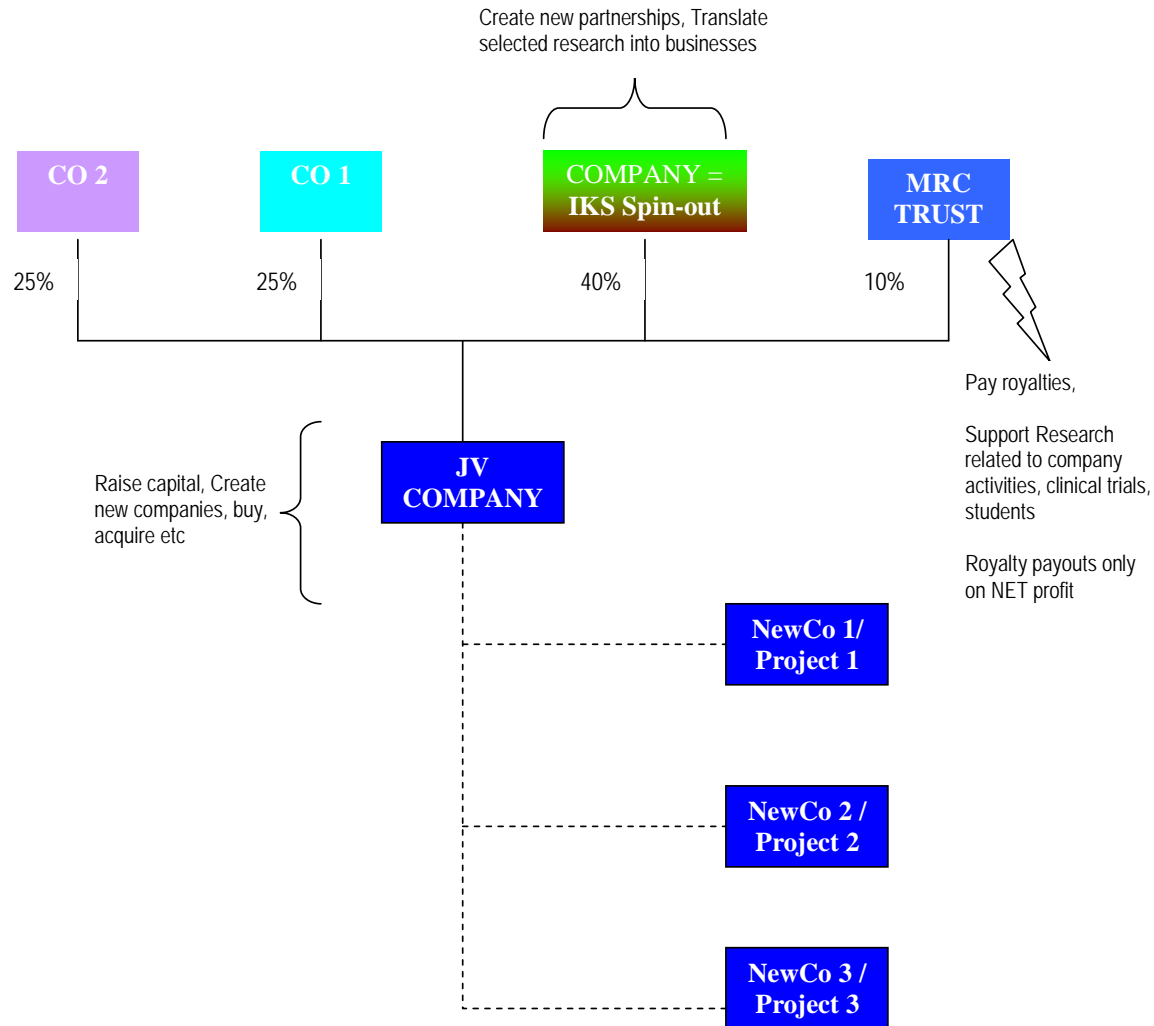 Create new partnerships, Translate
selected research into businesses
CO 2
CO 1
COMPANY =
IKS Spin-out
MRC
TRUST
25%
25%
40%
10%
Pay royalties,
Support Research
related to company
activities, clinical trials,
students
Royalty payouts only
on NET profit
Raise capital, Create
new companies, buy,
acquire etc
JV
COMPANY
NewCo 1/
Project 1
NewCo 2 /
Project 2
NewCo 3 /
Project 3